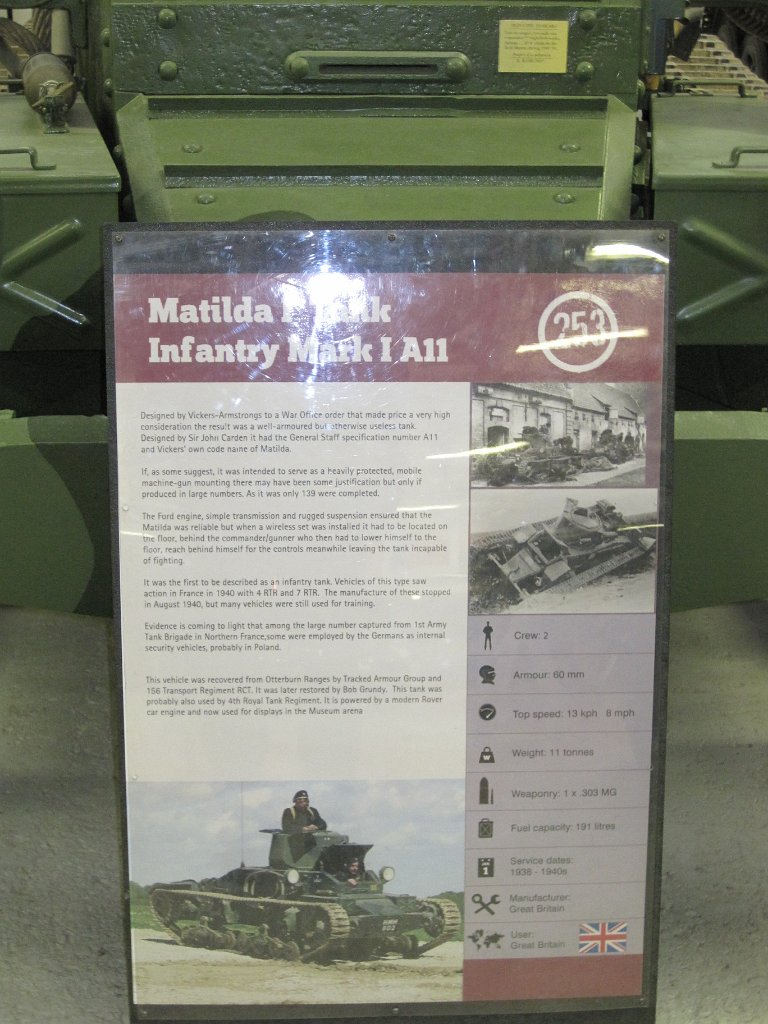 Matilda I Tank
Infantry Mark I A11
253
Designed by Vickers-Armstrongs to a War Office order that made price a very high
consideration the result was a well-armoured but otherwise useless tank.
Designed by Sir John Carden it had the General Staff specification number A11
and Vickers' own code name of Matilda.
If, as some suggest, it was intended to serve as a heavily protected, mobile
machine-gun mounting there may have been some justification but only if
produced in large numbers. As it was only 139 were completed.
The Ford engine, simple transmission and rugged suspension ensured that the
Matilda was reliable but when a wireless set was installed it had to be located on
the floor, behind the commander/gunner who then had to lower himself to the
floor, reach behind himself for the controls meanwhile leaving the tank incapable
of fighting.
It was the first to be described as an infantry tank. Vehicles of this type saw
action in France in 1940 with 4 RTR and 7 RTR. The manufacture of these stopped
in August 1940, but many vehicles were still used for training.
Evidence is coming to light that among the large number captured from 1st Army
Tank Brigade in Northern France,some were employed by the Germans as internal
security vehicles, probably in Poland.
This vehicle was recovered from Otterburn Ranges by Tracked Armour Group and
156 Transport Regiment RCT. It was later restored by Bob Grundy. This tank was
probably also used by 4th Royal Tank Regiment. It is powered by a modern Rover
car engine and now used for displays in the Museum arena
Crew: 2
Armour: 60 mm
Top speed: 13 kph 8 mph
Weight: 11 tonnes
Weaponry: 1 x .303 MG
Fuel capacity: 191 litres
Service dates:
1938 - 1940s
Manufacturer:
Great Britain
User:
Great Britain